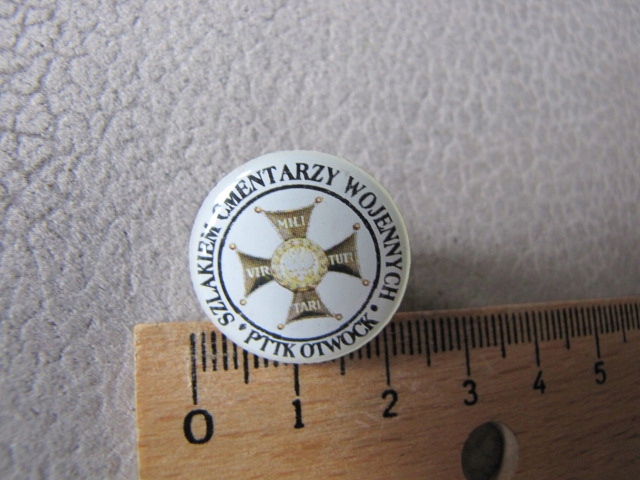 SZLAKIEM CMENTARZY WOJENNYCH
• PTTK OTWOCK •
MILI
VIR TUTI
TARI
0 1 2 3 4 5